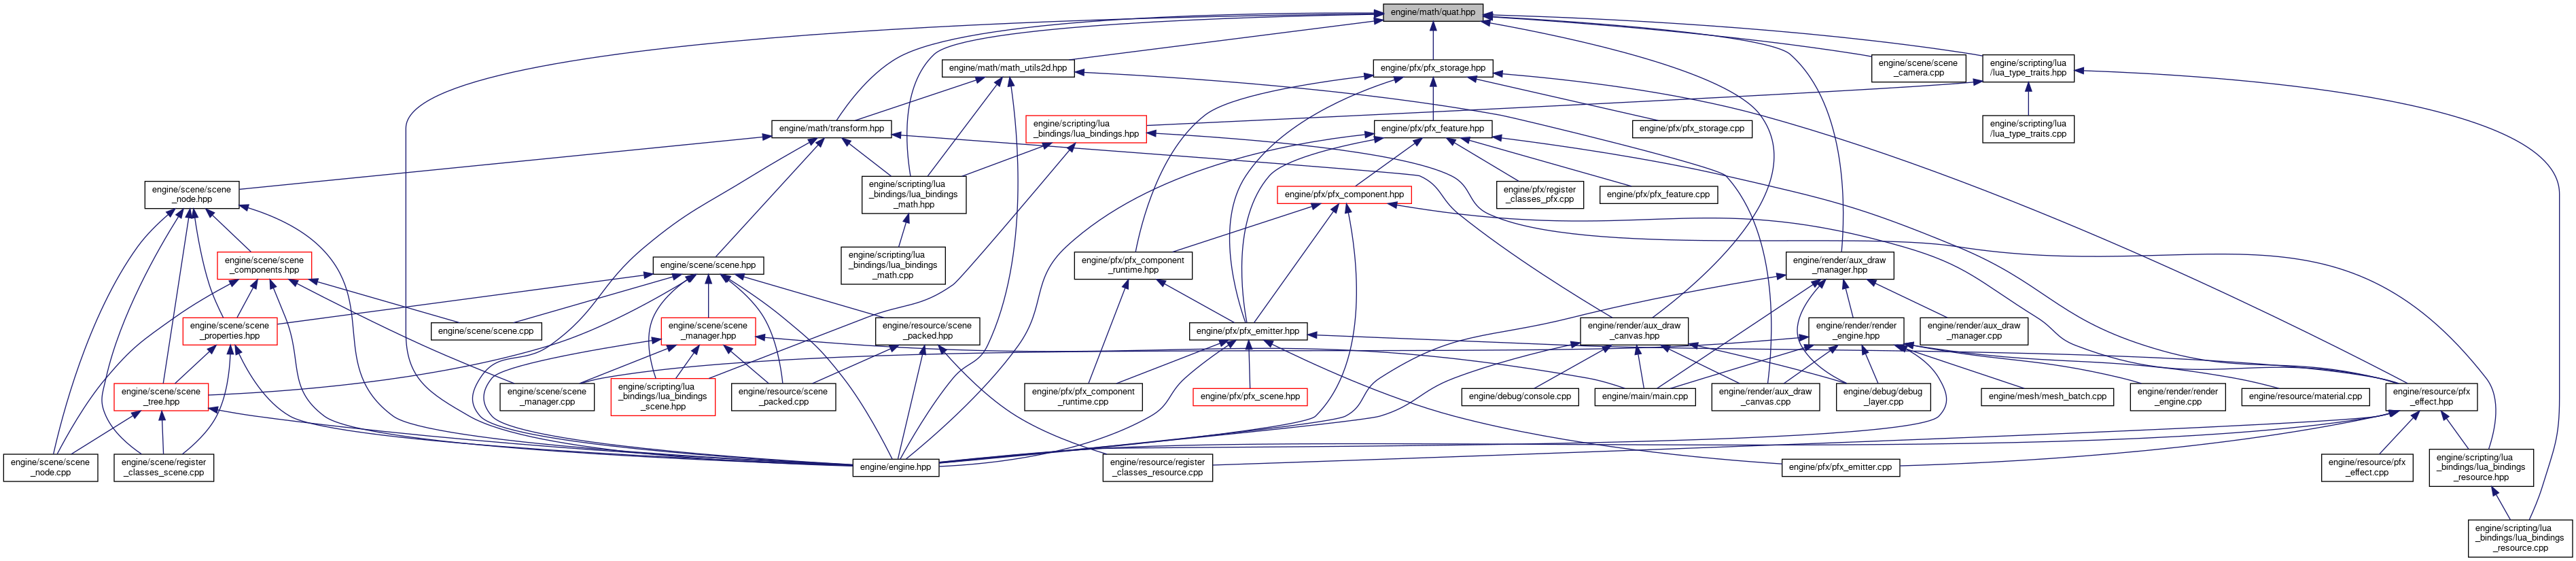 engine/math/quat.hpp
engine/math/math_utils2d.hpp
engine/pfx/pfx_storage.hpp
engine/scene/scene
_camera.cpp
engine/scripting/lua
/lua_type_traits.hpp
engine/math/transform.hpp
engine/scripting/lua
_bindings/lua_bindings.hpp
engine/pfx/pfx_feature.hpp
engine/pfx/pfx_storage.cpp
engine/scripting/lua
/lua_type_traits.cpp
engine/scene/scene
_node.hpp
engine/scripting/lua
_bindings/lua_bindings
_math.hpp
engine/pfx/pfx_component.hpp
engine/pfx/register
_classes_pfx.cpp
engine/pfx/pfx_feature.cpp
engine/scene/scene
_components.hpp
engine/scene/scene.hpp
engine/scripting/lua
_bindings/lua_bindings
_math.cpp
engine/pfx/pfx_component
_runtime.hpp
engine/render/aux_draw
_manager.hpp
engine/scene/scene
_properties.hpp
engine/scene/scene.cpp
engine/scene/scene
_manager.hpp
engine/resource/scene
_packed.hpp
engine/pfx/pfx_emitter.hpp
engine/render/aux_draw
_canvas.hpp
engine/render/render
_engine.hpp
engine/render/aux_draw
_manager.cpp
engine/scene/scene
_tree.hpp
engine/scene/scene
_manager.cpp
engine/scripting/lua
_bindings/lua_bindings
_scene.hpp
engine/resource/scene
_packed.cpp
engine/pfx/pfx_component
_runtime.cpp
engine/pfx/pfx_scene.hpp
engine/debug/console.cpp
engine/main/main.cpp
engine/render/aux_draw
_canvas.cpp
engine/debug/debug
_layer.cpp
engine/mesh/mesh_batch.cpp
engine/render/render
_engine.cpp
engine/resource/material.cpp
engine/resource/pfx
_effect.hpp
engine/scene/scene
_node.cpp
engine/scene/register
_classes_scene.cpp
engine/engine.hpp
engine/resource/register
_classes_resource.cpp
engine/pfx/pfx_emitter.cpp
engine/resource/pfx
_effect.cpp
engine/scripting/lua
_bindings/lua_bindings
_resource.hpp
engine/scripting/lua
_bindings/lua_bindings
_resource.cpp